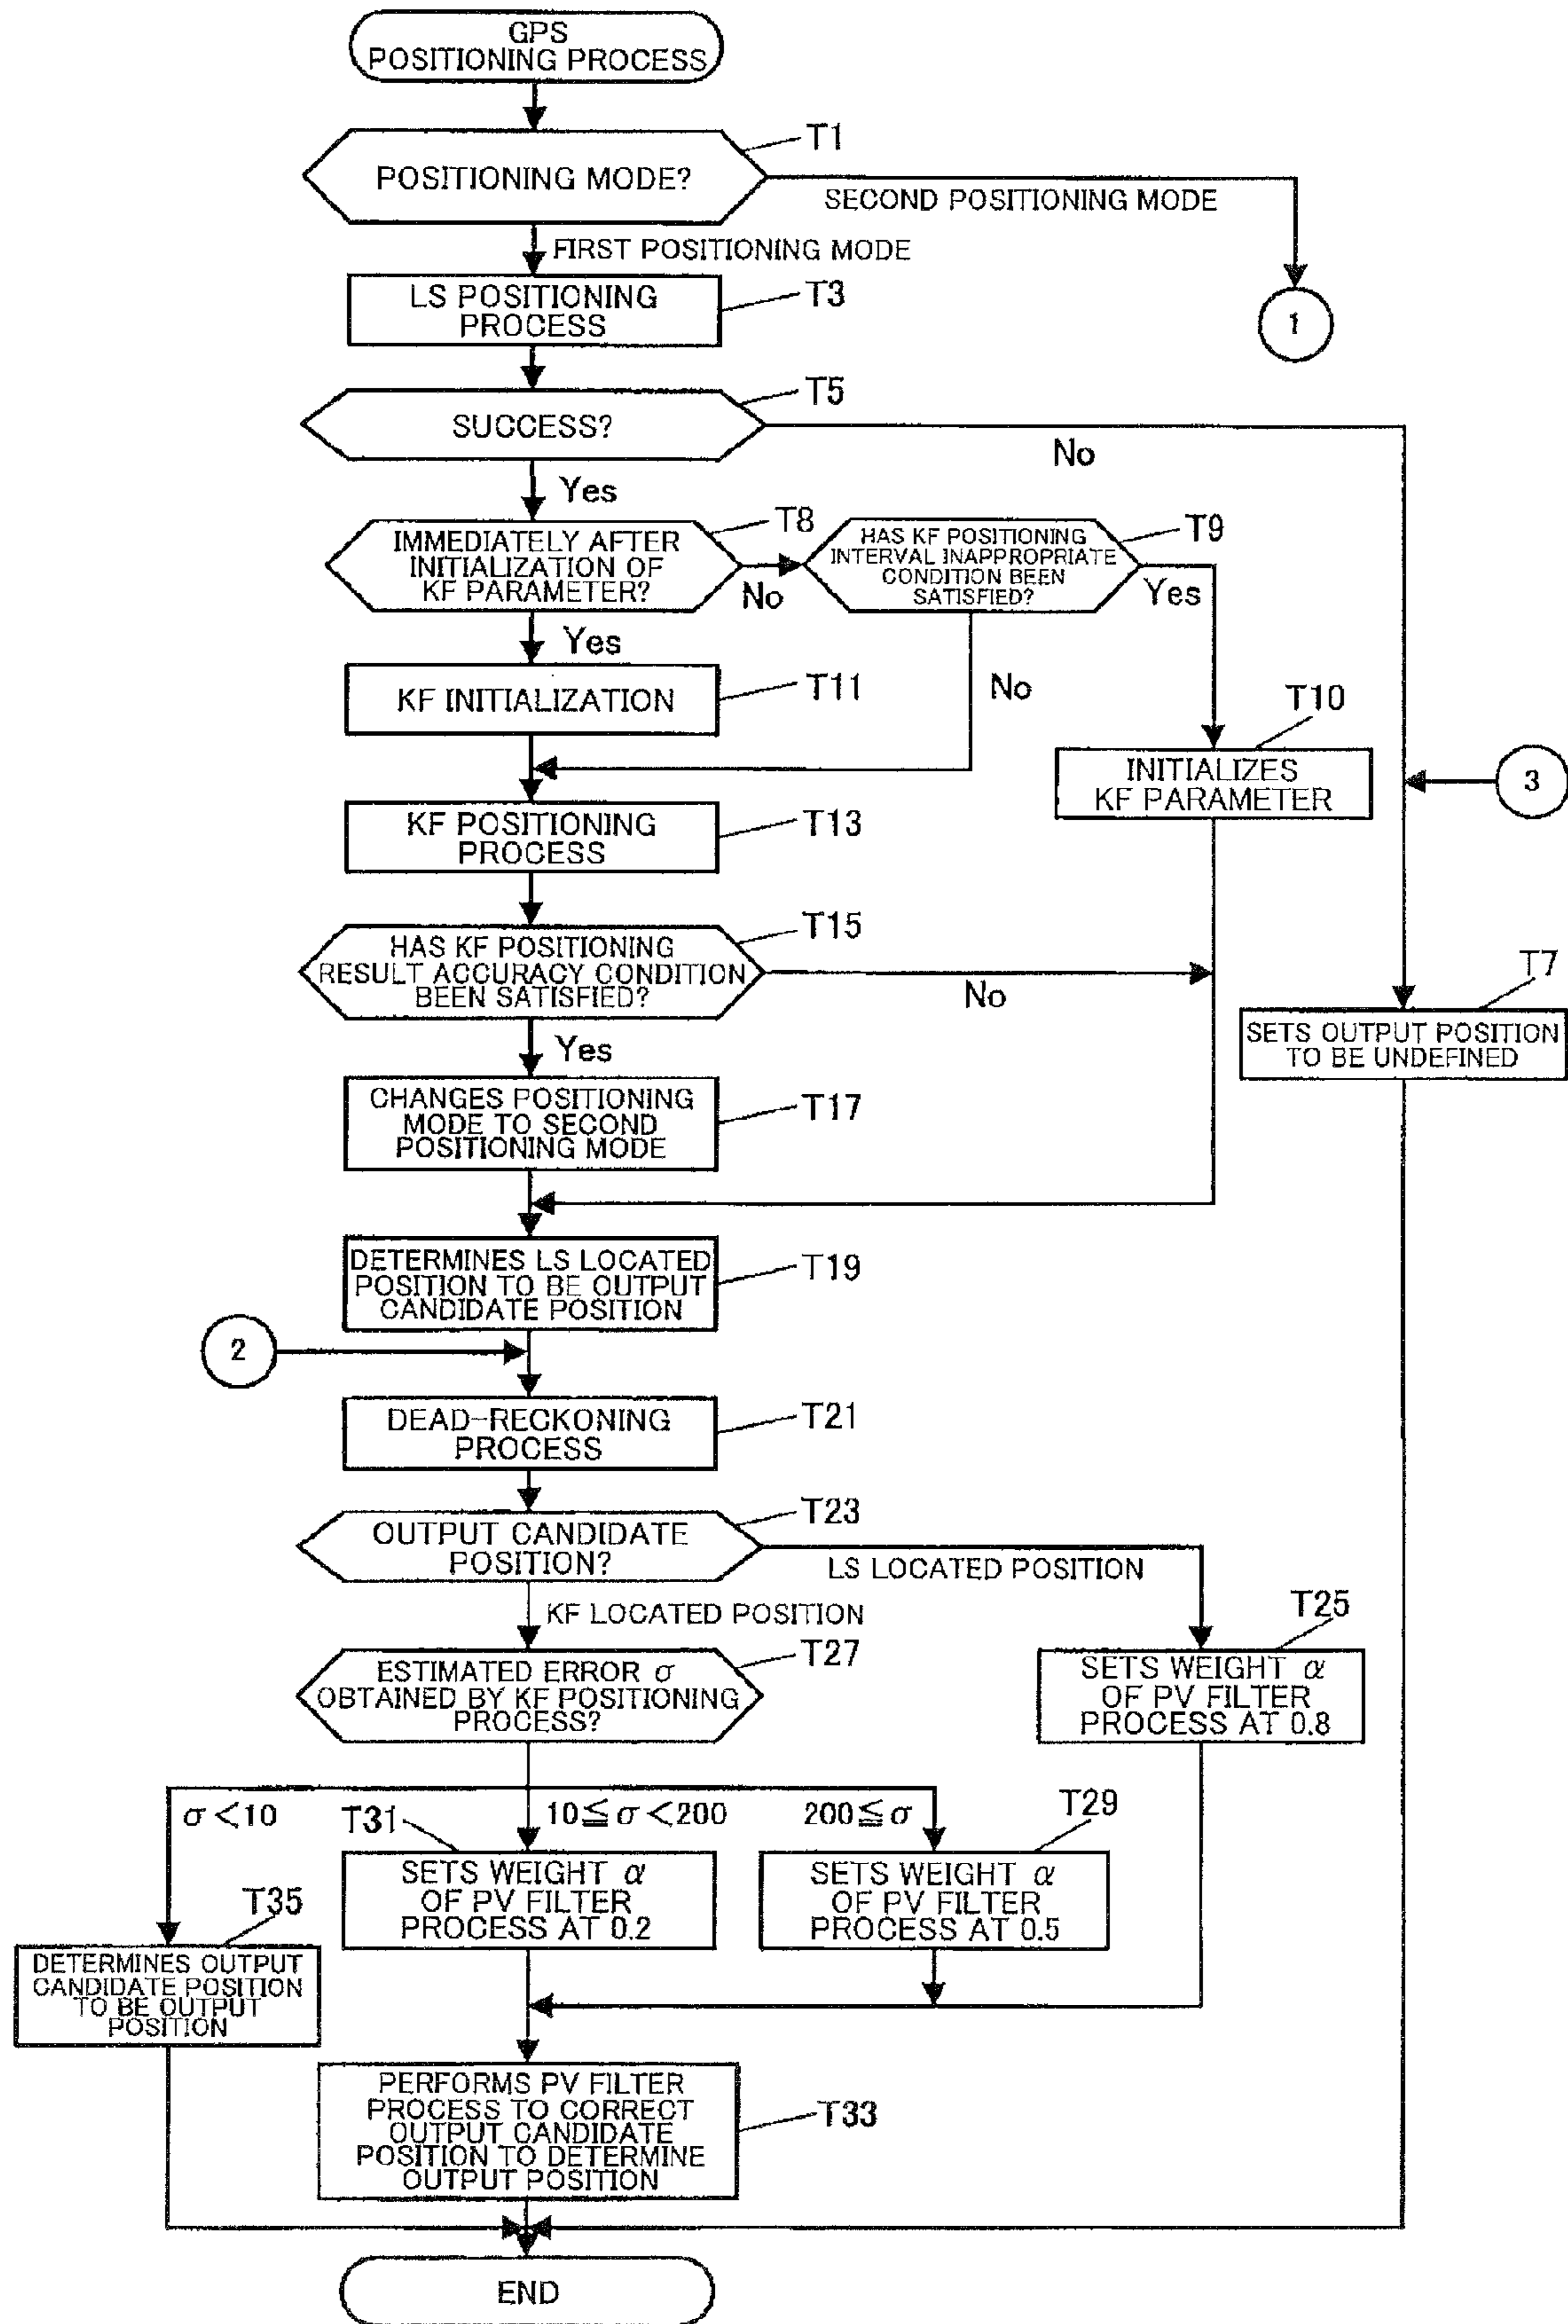 GPS
POSITIONING PROCESS
T1
POSITIONING MODE?
SECOND POSITIONING MODE
FIRST POSITIONING MODE
1
LS POSITIONING
PROCESS
T3
T5
SUCCESS?
No
Yes
T8
IMMEDIATELY AFTER
INITIALIZATION OF
KF PARAMETER?
No
T9
HAS KF POSITIONING
INTERVAL INAPPROPRIATE
CONDITION BEEN
SATISFIED?
Yes
Yes
No
KF INITIALIZATION
T11
T10
INITIALIZES
KF PARAMETER
3
KF POSITIONING
PROCESS
T13
T15
HAS KF POSITIONING
RESULT ACCURACY CONDITION
BEEN SATISFIED?
No
Yes
T7
SETS OUTPUT POSITION
TO BE UNDEFINED
CHANGES POSITIONING
MODE TO SECOND
POSITIONING MODE
T17
DETERMINES LS LOCATED
POSITION TO BE OUTPUT
CANDIDATE POSITION
T19
2
DEAD-RECKONING
PROCESS
T21
T23
OUTPUT CANDIDATE
POSITION?
LS LOCATED POSITION
KF LOCATED POSITION
T25
SETS WEIGHT α
OF PV FILTER
PROCESS AT 0.8
T27
ESTIMATED ERROR σ
OBTAINED BY KF POSITIONING
PROCESS?
σ<10
T31
10≦σ<200
200≦σ
T29
SETS WEIGHT α
OF PV FILTER
PROCESS AT 0.2
SETS WEIGHT α
OF PV FILTER
PROCESS AT 0.5
T35
DETERMINES OUTPUT
CANDIDATE POSITION
TO BE OUTPUT
POSITION
PERFORMS PV FILTER
PROCESS TO CORRECT
OUTPUT CANDIDATE
POSITION TO DETERMINE
OUTPUT POSITION
T33
END